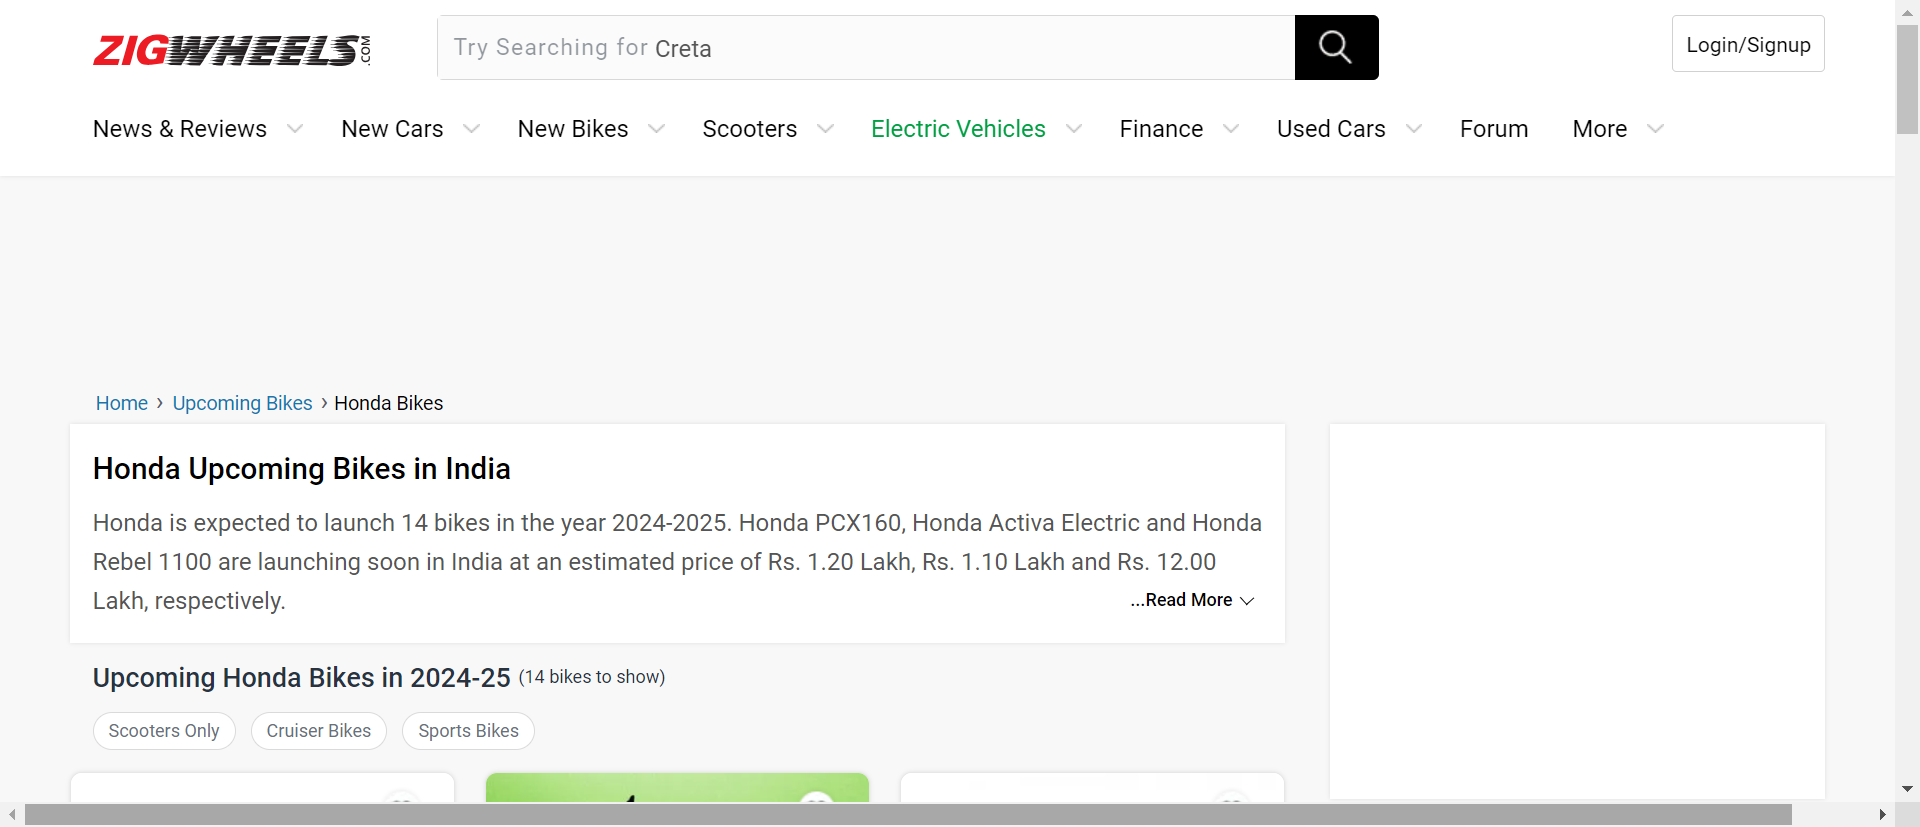 ZIGWHEELS.COM
Try Searching for Creta
Login/Signup
News & Reviews New Cars New Bikes Scooters Electric Vehicles Finance Used Cars Forum More
Home › Upcoming Bikes › Honda Bikes
Honda Upcoming Bikes in India
Honda is expected to launch 14 bikes in the year 2024-2025. Honda PCX160, Honda Activa Electric and Honda
Rebel 1100 are launching soon in India at an estimated price of Rs. 1.20 Lakh, Rs. 1.10 Lakh and Rs. 12.00
Lakh, respectively.
...Read More
Upcoming Honda Bikes in 2024-25 (14 bikes to show)
Scooters Only Cruiser Bikes Sports Bikes